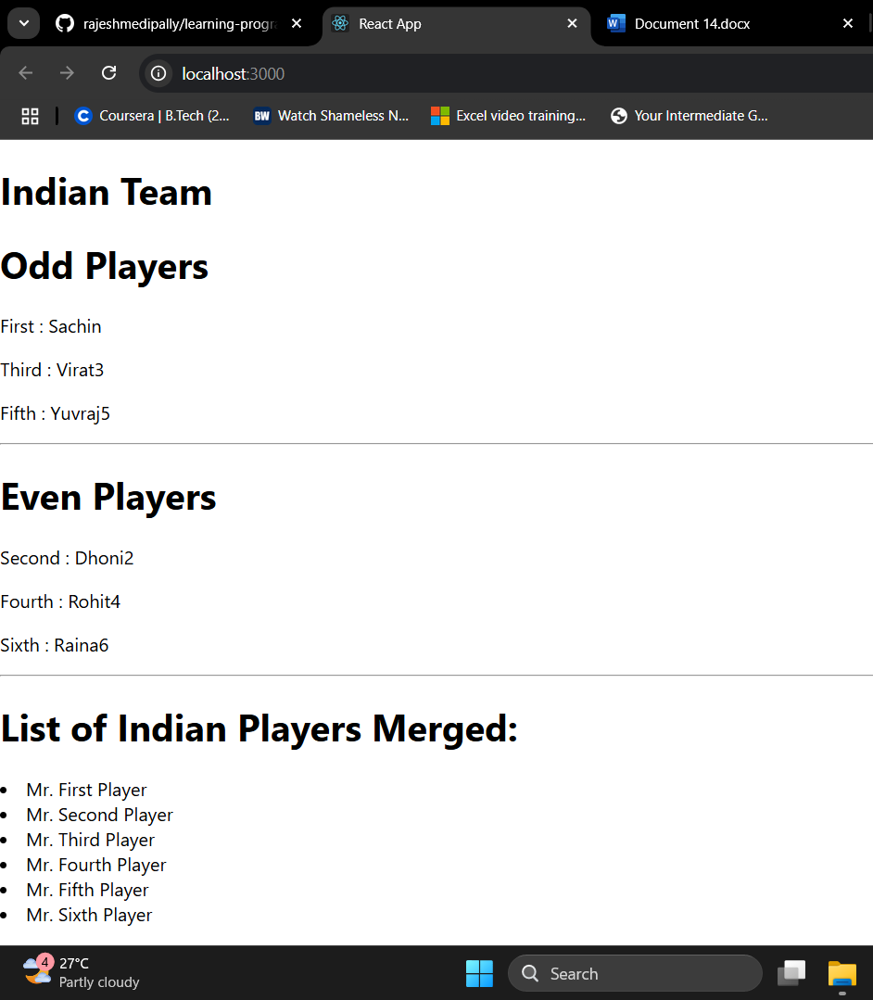 rajeshmedipally/learning-progra
React App
Document 14.docx
localhost:3000
Coursera | B.Tech (2...
BW
Watch Shameless N...
Excel video training...
Your Intermediate G...
Indian Team
Odd Players
First : Sachin
Third : Virat3
Fifth : Yuvraj5
Even Players
Second : Dhoni2
Fourth : Rohit4
Sixth : Raina6
List of Indian Players Merged:
Mr. First Player
Mr. Second Player
Mr. Third Player
Mr. Fourth Player
Mr. Fifth Player
Mr. Sixth Player
4
27°C
Partly cloudy
Search